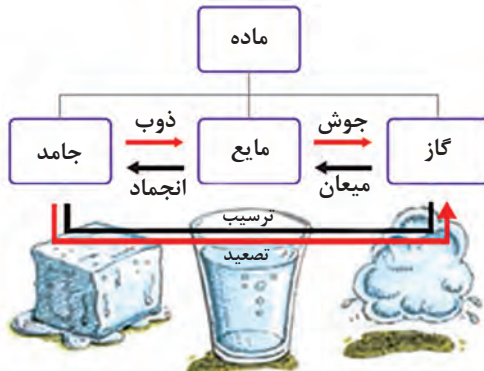 ماده
گاز
جوش
مایع
ذوب
جامد
میعان
انجماد
ترسیب
تصعید